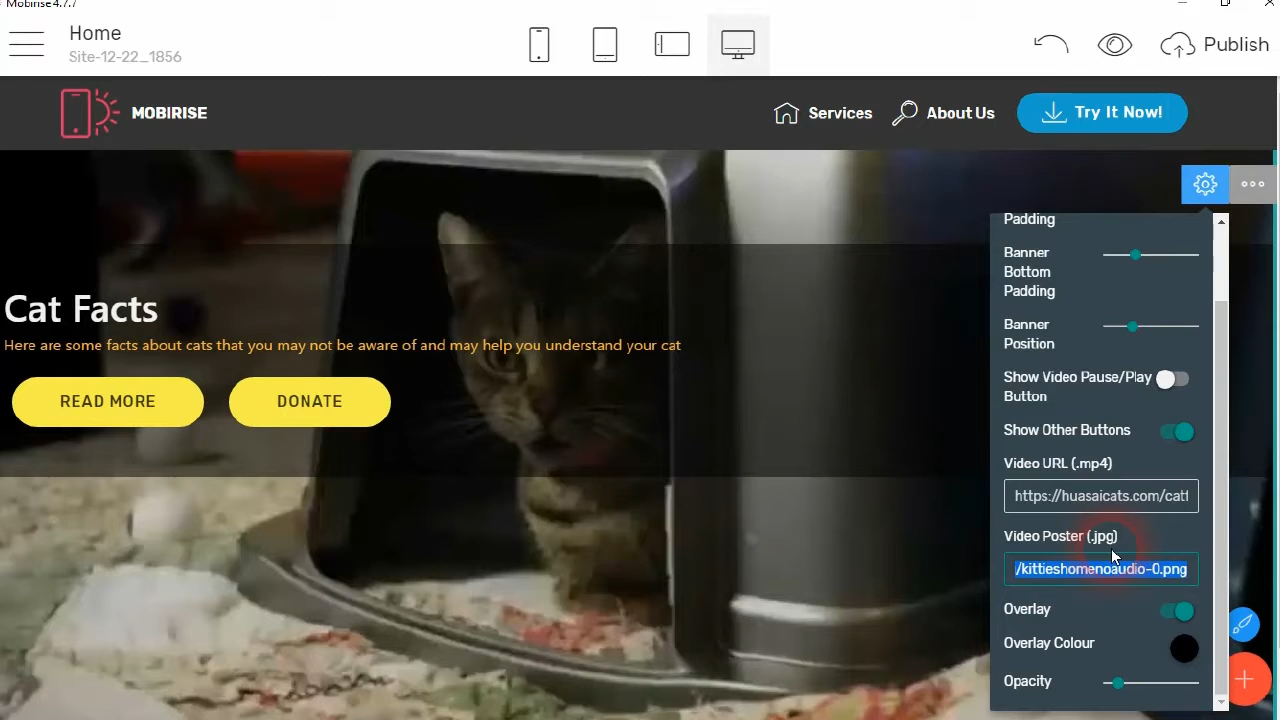 Mobirise 4.7.7
Home
Site-12-22_1856
Publish
MOBIRISE
Services
About Us
Try It Now!
Padding
Banner
Bottom
Padding
Banner
Position
Cat Facts
Here are some facts about cats that you may not be aware of and may help you understand your cat
READ MORE
DONATE
Show Video Pause/Play
Button
Show Other Buttons
Video URL (.mp4)
https://huasaicats.com/catf
Video Poster (.jpg)
/kittieshomenoaudio-0.png
Overlay
Overlay Colour
Opacity